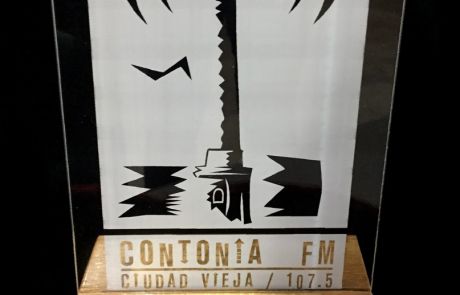 CONTONIA FM
CIUDAD VIEJA / 107.5